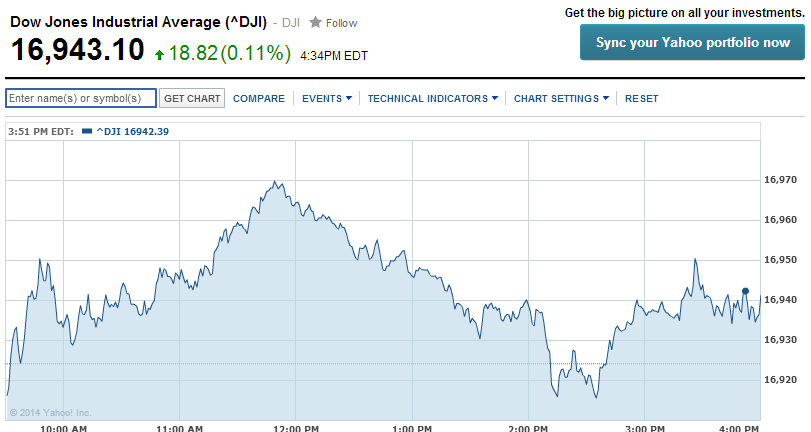 Get the big picture on all your investments.
Dow Jones Industrial Average (^DJI) - DJI Follow
16,943.10 18.82(0.11%) 4:34PM EDT
Sync your Yahoo portfolio now
Enter name(s) or symbol(s) GET CHART COMPARE EVENTS TECHNICAL INDICATORS CHART SETTINGS RESET
3:51 PM EDT: ^DJI 16942.39
16,970
16,960
16,950
16,940
16,930
16,920
© 2014 Yahoo! Inc.
10:00 AM 11:00 AM 12:00 PM 1:00 PM 2:00 PM 3:00 PM 4:00 PM